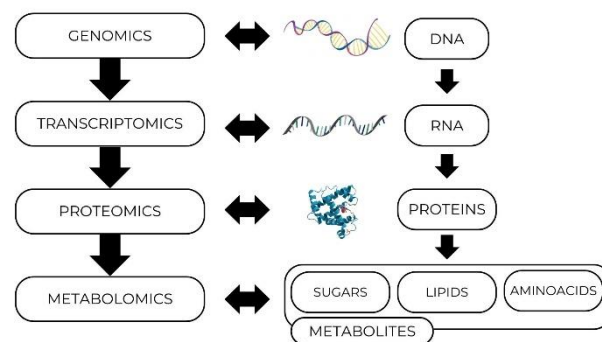 GENOMICS
DNA
TRANSCRIPTOMICS
RNA
PROTEOMICS
PROTEINS
METABOLOMICS
SUGARS
LIPIDS
AMINOACIDS
METABOLITES